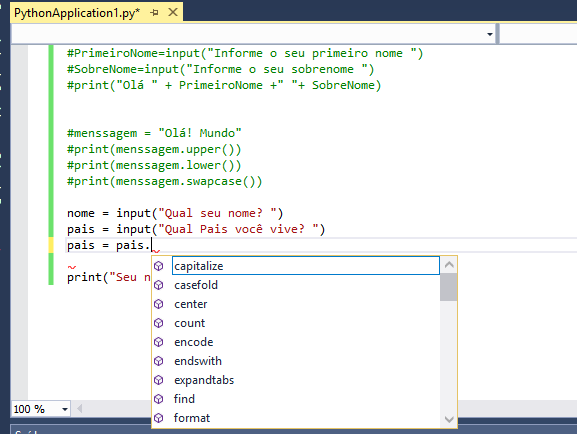 PythonApplication1.py*
#PrimeiroNome=input("Informe o seu primeiro nome ")
#SobreNome=input("Informe o seu sobrenome ")
#print("Olá " + PrimeiroNome +" "+ SobreNome)
#menssagem = "Olá! Mundo"
#print(menssagem.upper())
#print(menssagem.lower())
#print(menssagem.swapcase())
nome = input("Qual seu nome? ")
pais = input("Qual Pais você vive? ")
pais = pais.
print("Seu n
capitalize
casefold
center
count
encode
endswith
expandtabs
find
format
100 %